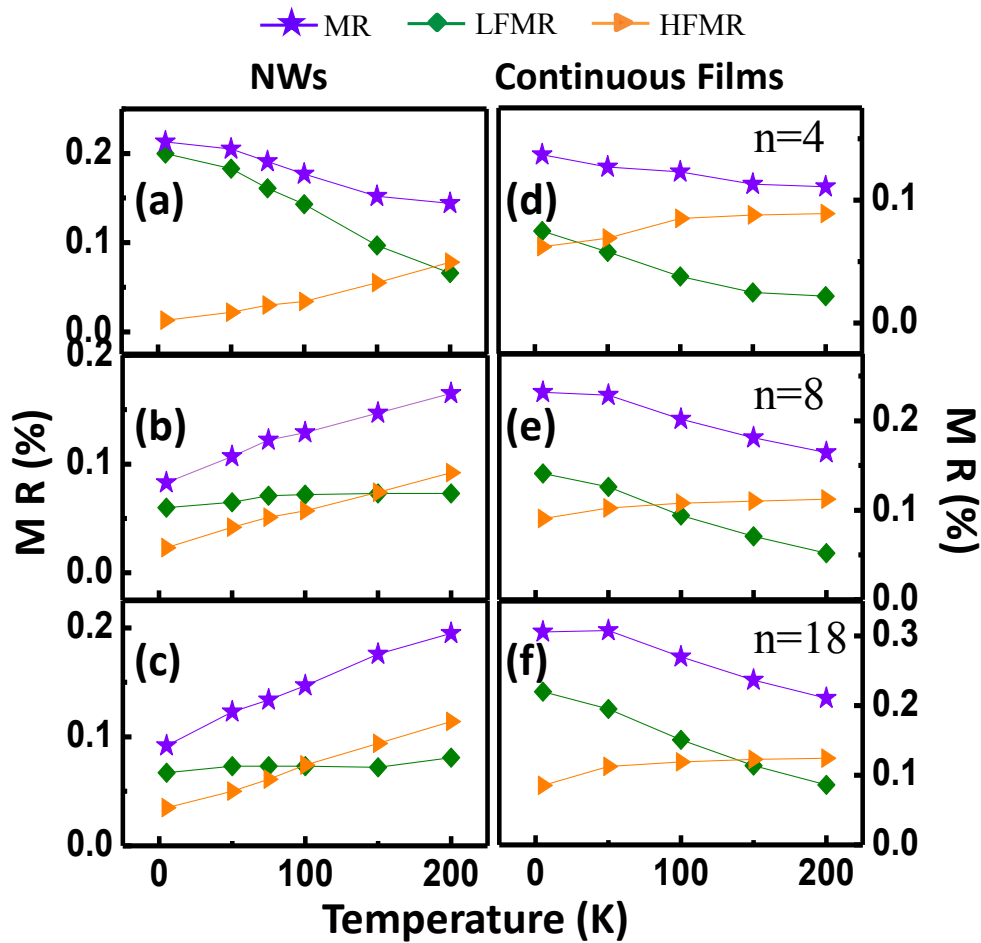 MR LFMR HFMR
NWs Continuous Films
0.2
0.1
0.0
(a)
(d)
n=4
0.1
0.0
0.2
0.2
0.1
0.0
(b)
(e)
n=8
0.2
0.1
0.0
0.2
0.1
0.0
(c)
(f)
n=18
0.3
0.2
0.1
0.0
M R (%)
M R (%)
0 100 200 0 100 200
Temperature (K)